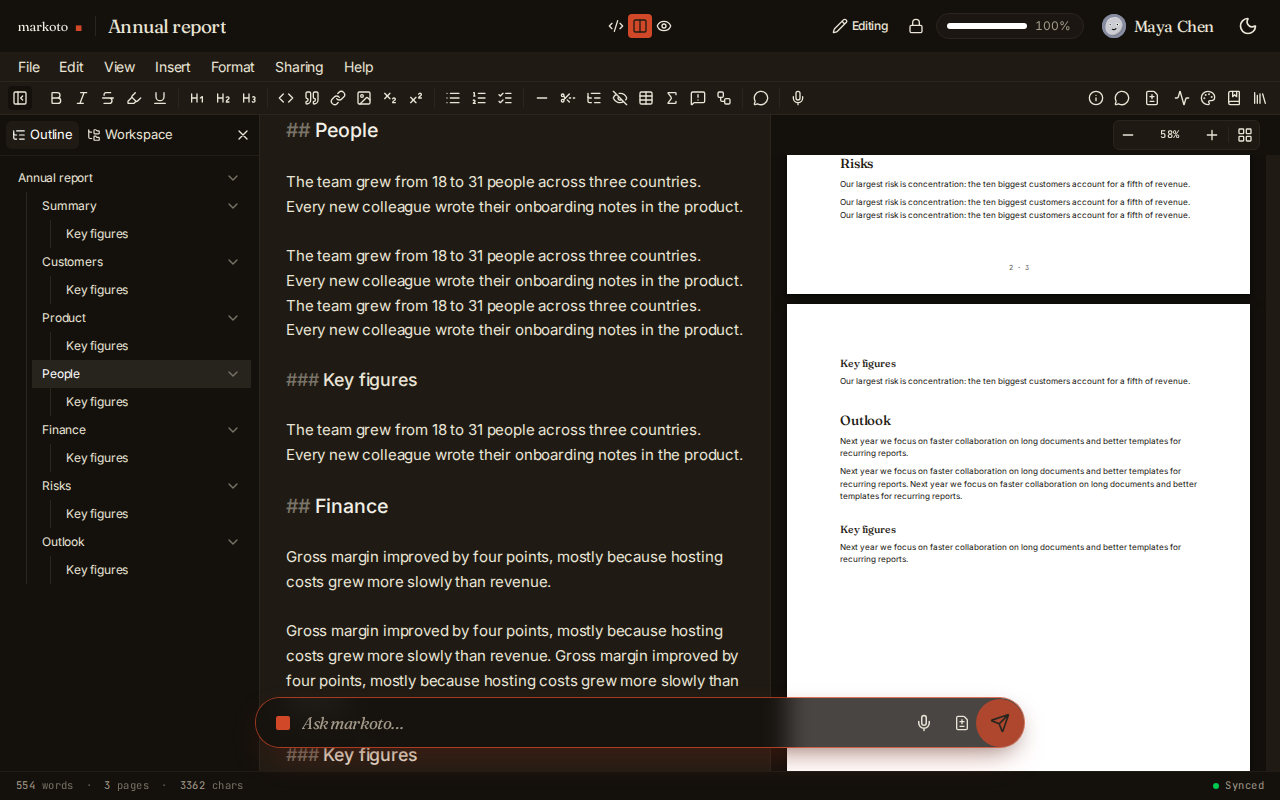 markoto
Annual report
Editing
100%
Maya Chen
File Edit View Insert Format Sharing Help
H1 H2 H3
Outline
Workspace
Annual report
Summary
Key figures
Customers
Key figures
Product
Key figures
People
Key figures
Finance
Key figures
Risks
Key figures
Outlook
Key figures
## People
The team grew from 18 to 31 people across three countries.
Every new colleague wrote their onboarding notes in the product.
The team grew from 18 to 31 people across three countries.
Every new colleague wrote their onboarding notes in the product.
The team grew from 18 to 31 people across three countries.
Every new colleague wrote their onboarding notes in the product.
### Key figures
The team grew from 18 to 31 people across three countries.
Every new colleague wrote their onboarding notes in the product.
## Finance
Gross margin improved by four points, mostly because hosting
costs grew more slowly than revenue.
Gross margin improved by four points, mostly because hosting
costs grew more slowly than revenue. Gross margin improved by
four points, mostly because hosting costs grew more slowly than
### Key figures
58%
Risks
Our largest risk is concentration: the ten biggest customers account for a fifth of revenue.
Our largest risk is concentration: the ten biggest customers account for a fifth of revenue.
Our largest risk is concentration: the ten biggest customers account for a fifth of revenue.
2 - 3
Key figures
Our largest risk is concentration: the ten biggest customers account for a fifth of revenue.
Outlook
Next year we focus on faster collaboration on long documents and better templates for
recurring reports.
Next year we focus on faster collaboration on long documents and better templates for
recurring reports. Next year we focus on faster collaboration on long documents and better
templates for recurring reports.
Key figures
Next year we focus on faster collaboration on long documents and better templates for
recurring reports.
Ask markoto...
554 words · 3 pages · 3362 chars
Synced